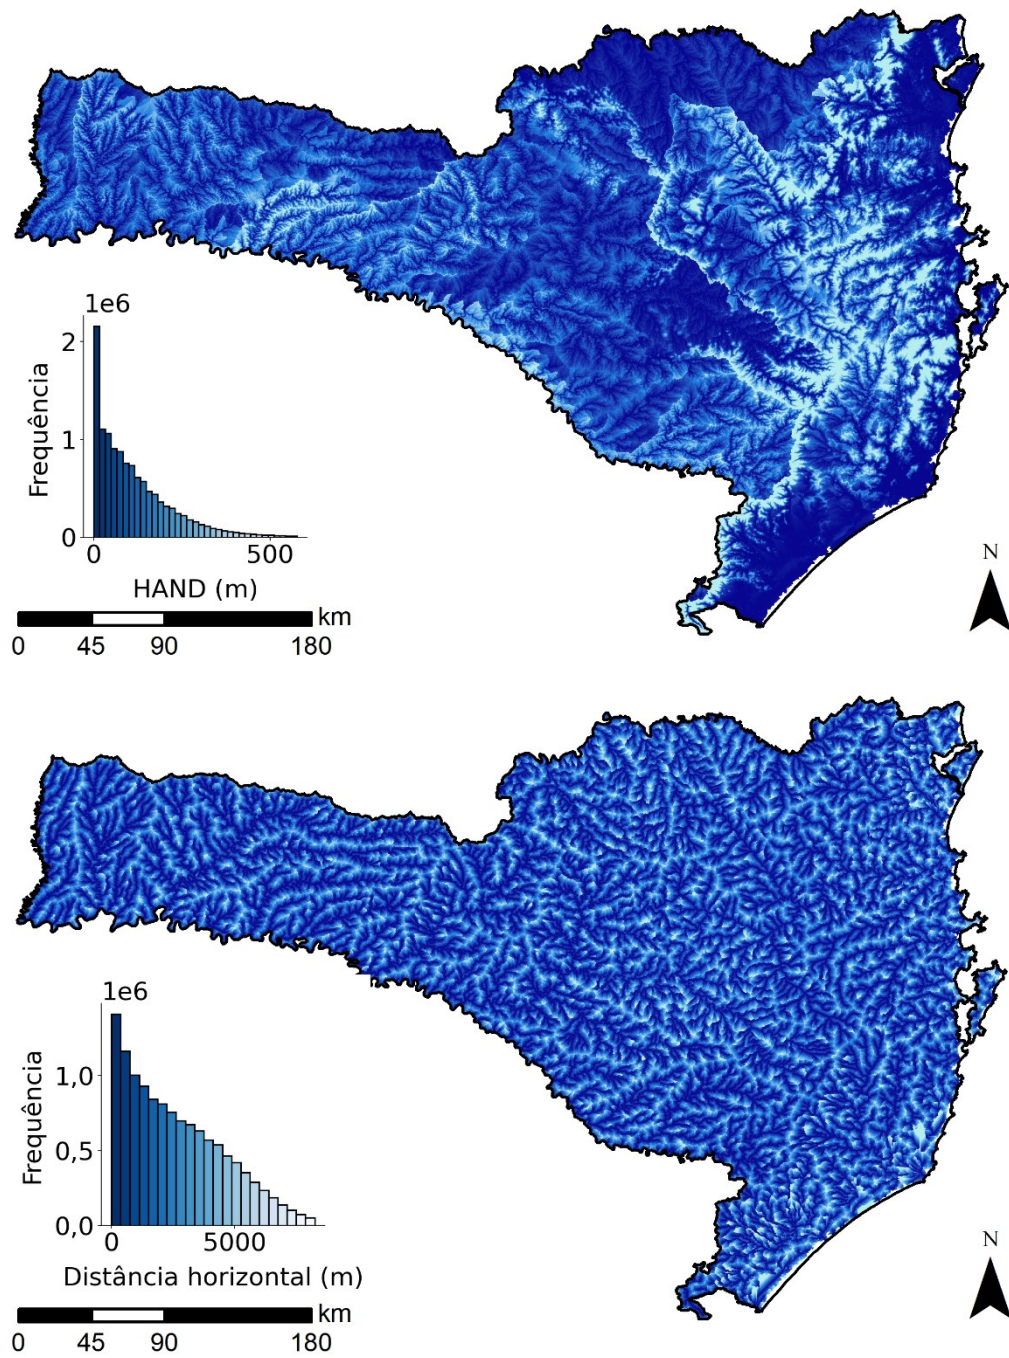 1e6
2
1
0
Frequência
0 500
HAND (m)
km
0 45 90 180
N
1e6
1,0
0,5
0,0
Frequência
0 5000
Distância horizontal (m)
km
0 45 90 180
N